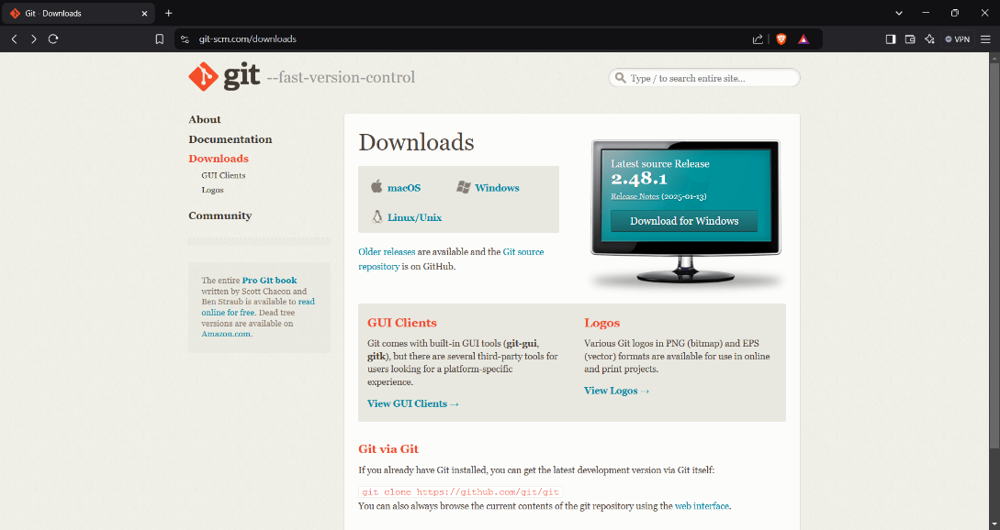 Git - Downloads
git-scm.com/downloads
VPN
git --fast-version-control
Type / to search entire site...
About
Documentation
Downloads
GUI Clients
Logos
Community
The entire Pro Git book
written by Scott Chacon and
Ben Straub is available to read
online for free. Dead tree
versions are available on
Amazon.com.
Downloads
macOS
Windows
Linux/Unix
Older releases are available and the Git source
repository is on GitHub.
Latest source Release
2.48.1
Release Notes (2025-01-13)
Download for Windows
GUI Clients
Git comes with built-in GUI tools (git-gui,
gitk), but there are several third-party tools for
users looking for a platform-specific
experience.
View GUI Clients →
Logos
Various Git logos in PNG (bitmap) and EPS
(vector) formats are available for use in online
and print projects.
View Logos →
Git via Git
If you already have Git installed, you can get the latest development version via Git itself:
git clone https://github.com/git/git
You can also always browse the current contents of the git repository using the web interface.